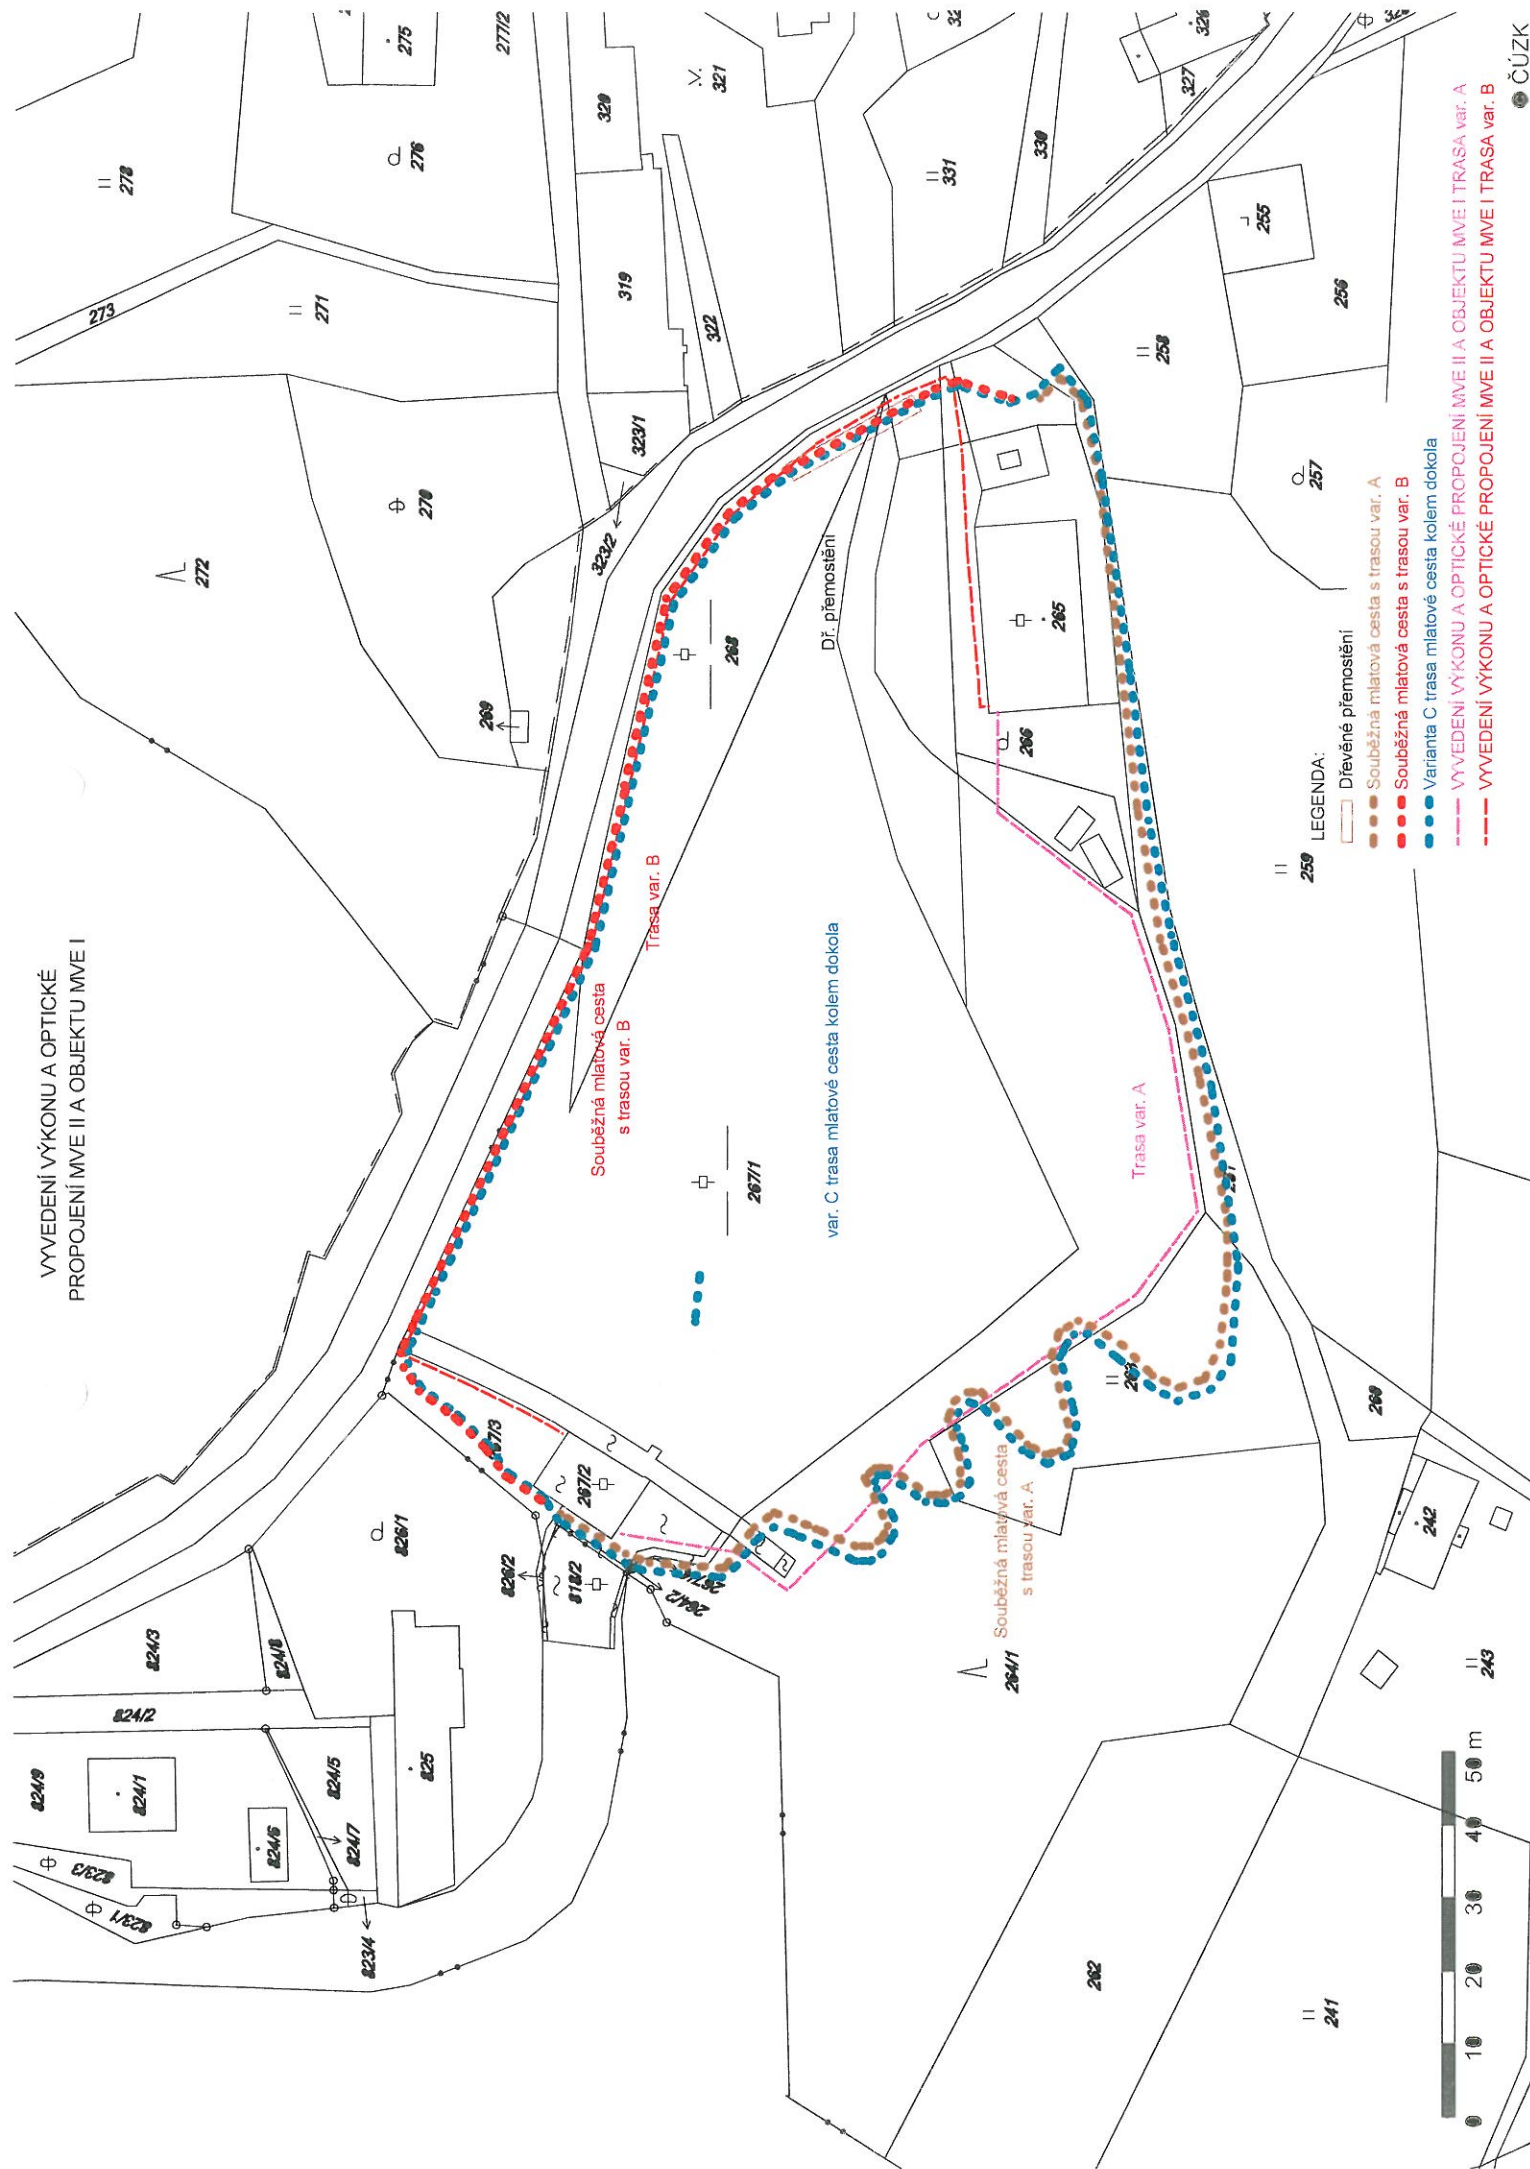 VYVEDENÍ VÝKONU A OPTICKÉ
PROPOJENÍ MVE II A OBJEKTU MVE I
278
275
276
277/2
273
271
272
270
269
319
320
321
322
323/1
323/2
326
327
330
331
255
256
257
258
259
268
265
266
Dř. přemostění
Trasa var. B
Souběžná mlatová cesta
s trasou var. B
267/1
var. C trasa mlatové cesta kolem dokola
Trasa var. A
267/3
267/2
826/1
826/2
818/2
264/2
Souběžná mlatová cesta
s trasou var. A
264/1
260
242
243
241
262
824/3
824/8
824/2
824/9
824/1
824/5
824/6
824/7
825
823/3
823/1
823/4
LEGENDA:
Dřevěné přemostění
Souběžná mlatová cesta s trasou var. A
Souběžná mlatová cesta s trasou var. B
Varianta C trasa mlatové cesta kolem dokola
VYVEDENÍ VÝKONU A OPTICKÉ PROPOJENÍ MVE II A OBJEKTU MVE I TRASA var. A
VYVEDENÍ VÝKONU A OPTICKÉ PROPOJENÍ MVE II A OBJEKTU MVE I TRASA var. B
0 10 20 30 40 50 m
© ČÚZK